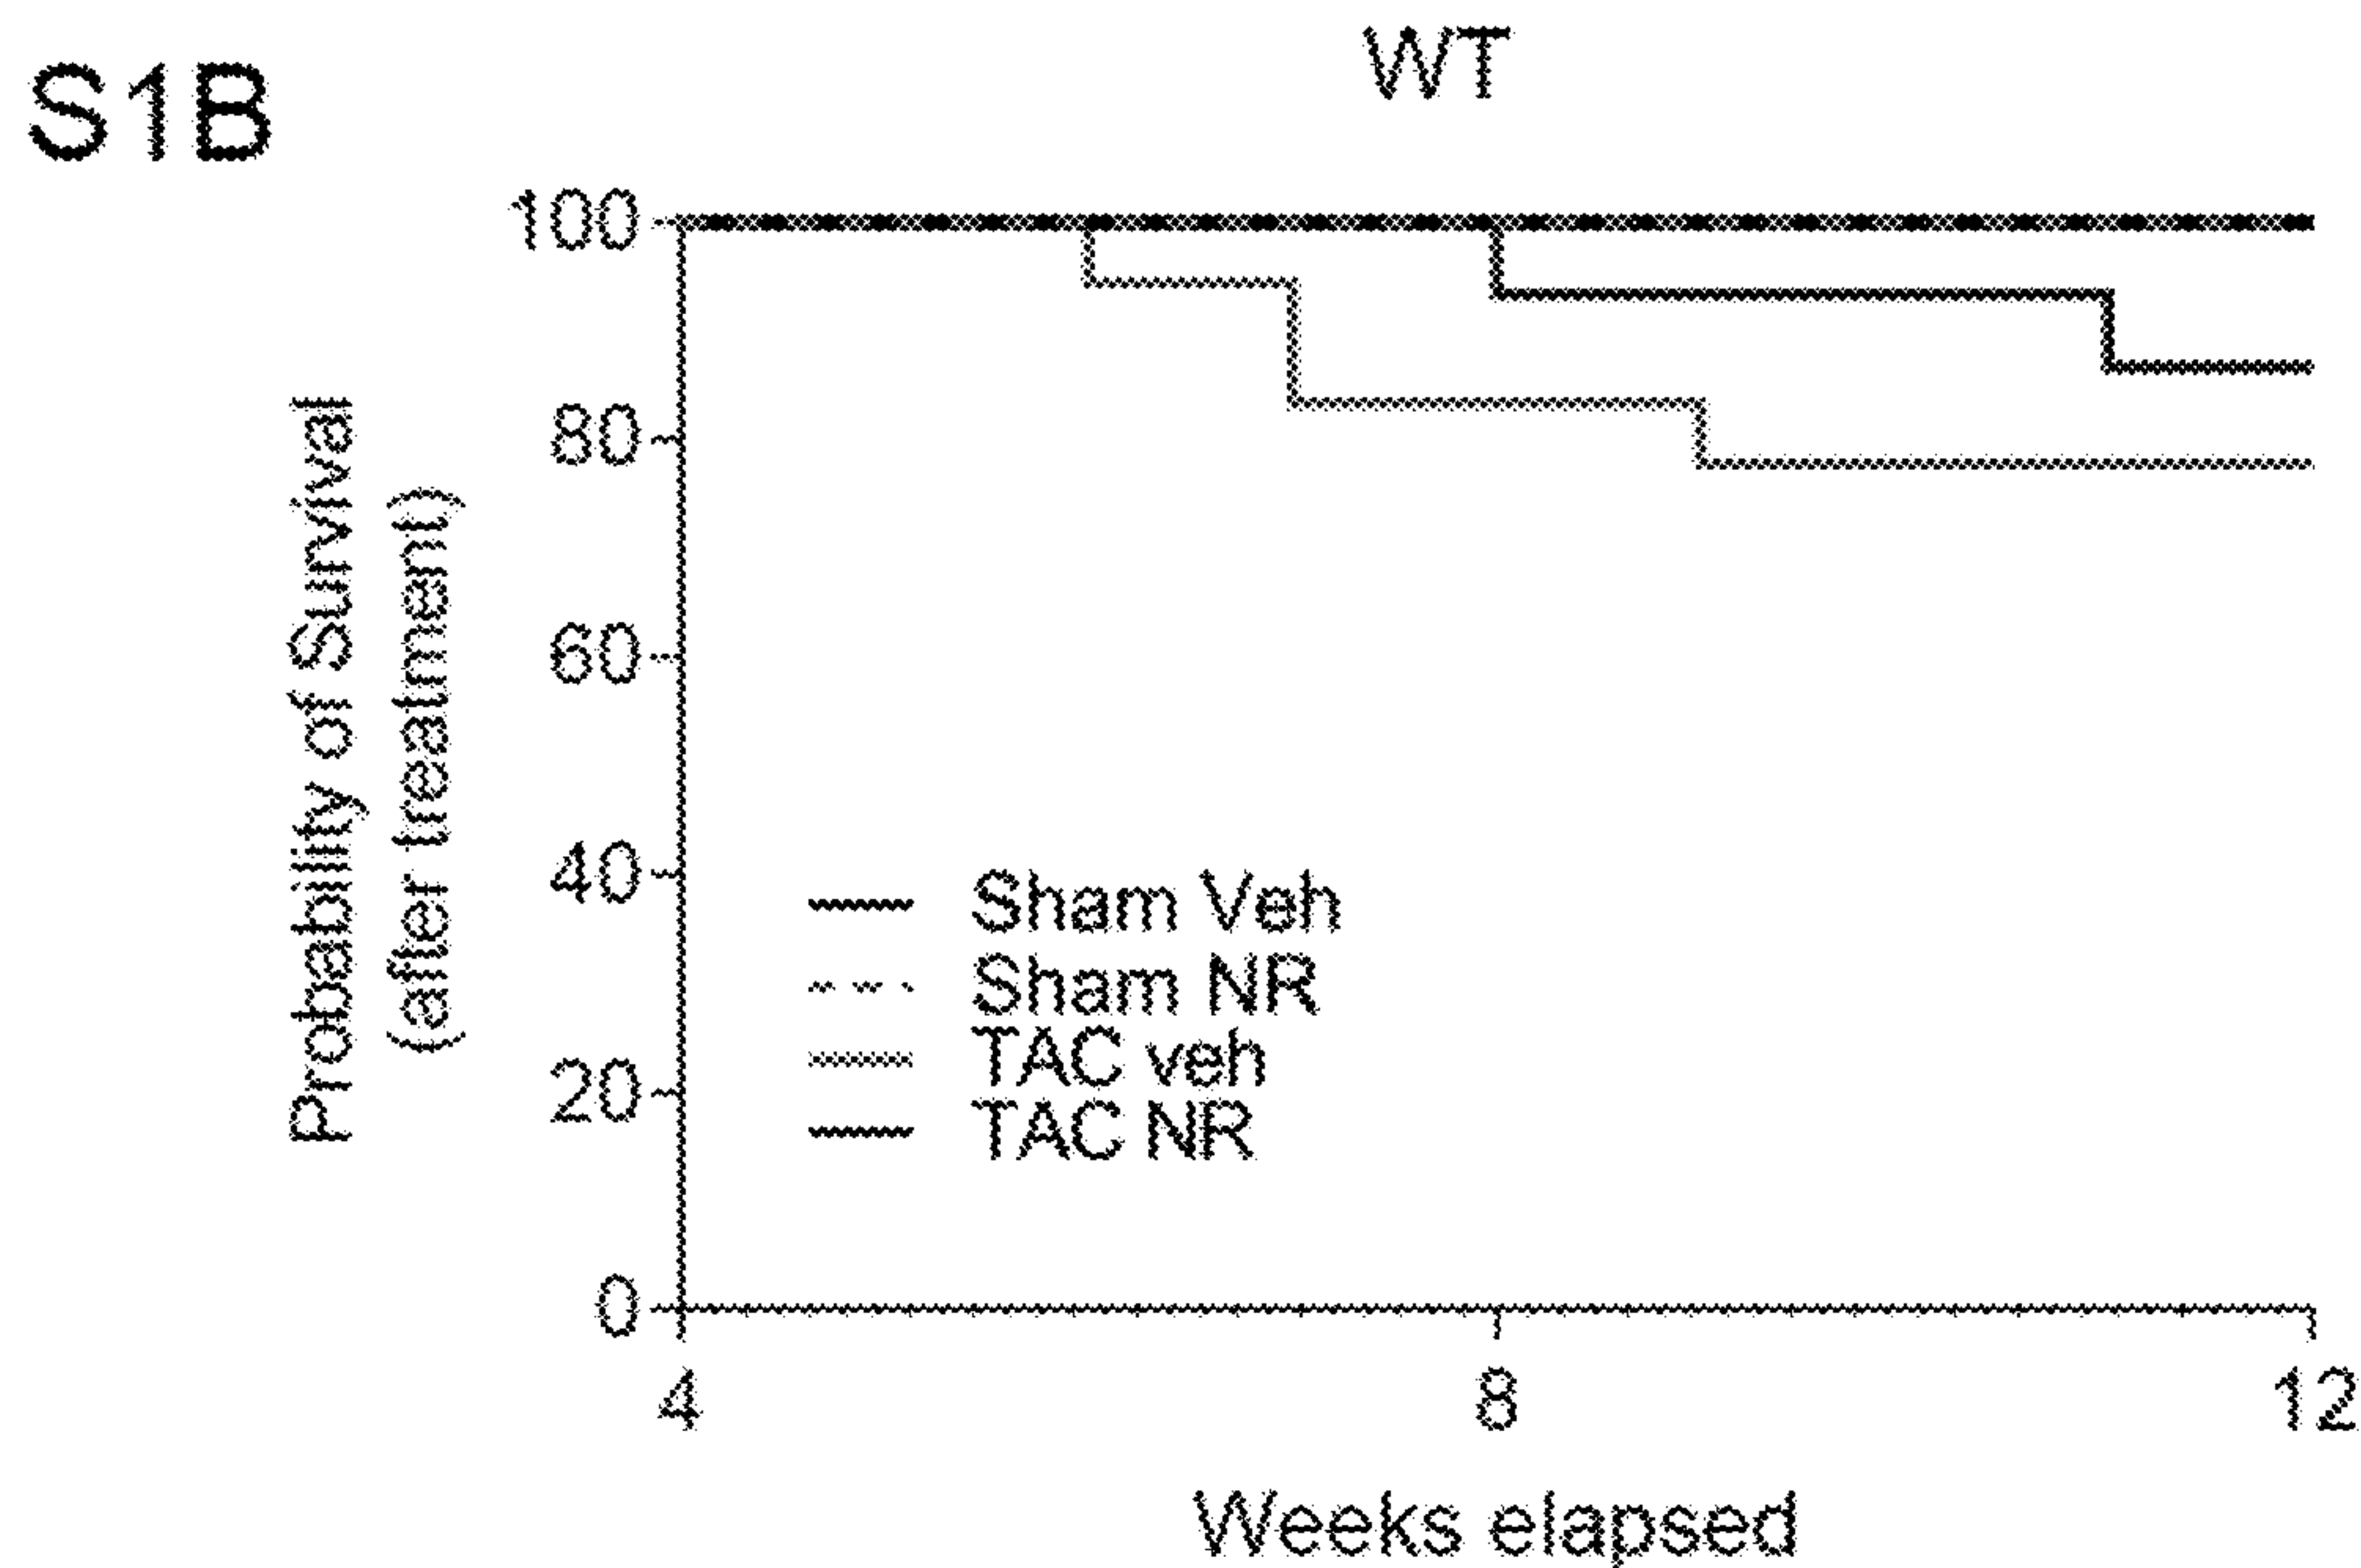 S1B
WT
Probability of Survival
(after treatment)
100
80
60
40
20
0
Sham Veh
Sham NR
TAC veh
TAC NR
4 8 12
Weeks elapsed